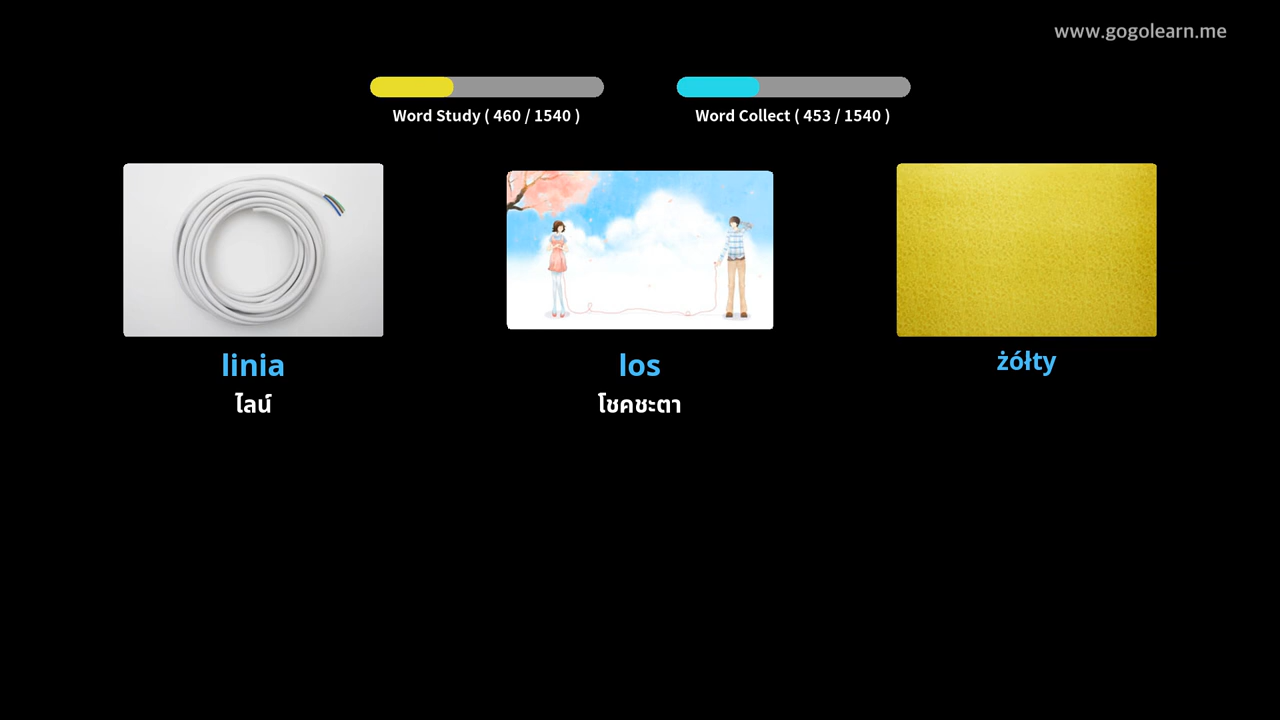 www.gogolearn.me
Word Study ( 460 / 1540 )
Word Collect ( 453 / 1540 )
linia
ไลน์
los
โชคชะตา
żółty